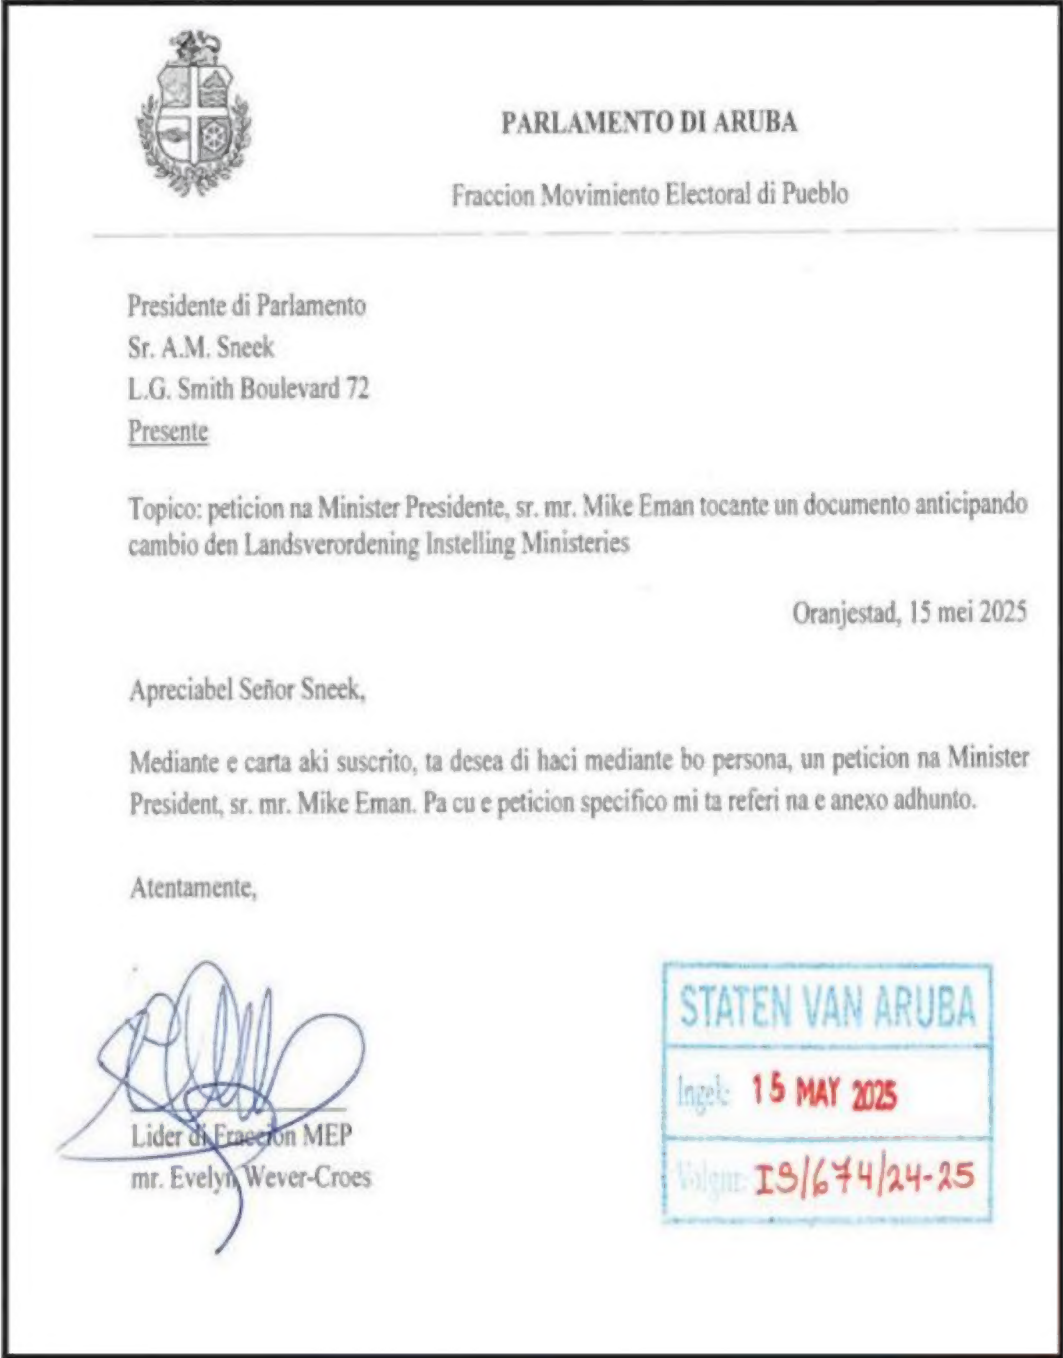 PARLAMENTO DI ARUBA
Fraccion Movimiento Electoral di Pueblo
Presidente di Parlamento
Sr. A.M. Sneek
L.G. Smith Boulevard 72
Presente
Topico: peticion na Minister Presidente, sr. mr. Mike Eman tocante un documento anticipando
cambio den Landsverordening Instelling Ministeries
Oranjestad, 15 mei 2025
Apreciabel Señor Sneek,
Mediante e carta aki suscrito, ta desea di haci mediante bo persona, un peticion na Minister
President, sr. mr. Mike Eman. Pa cu e peticion specifico mi ta referi na e anexo adhunto.
Atentamente,
Lider di Fraccion MEP
mr. Evelyn Wever-Croes
STATEN VAN ARUBA
Ingek: 15 MAY 2025
Volgnr: IS/674/24-25